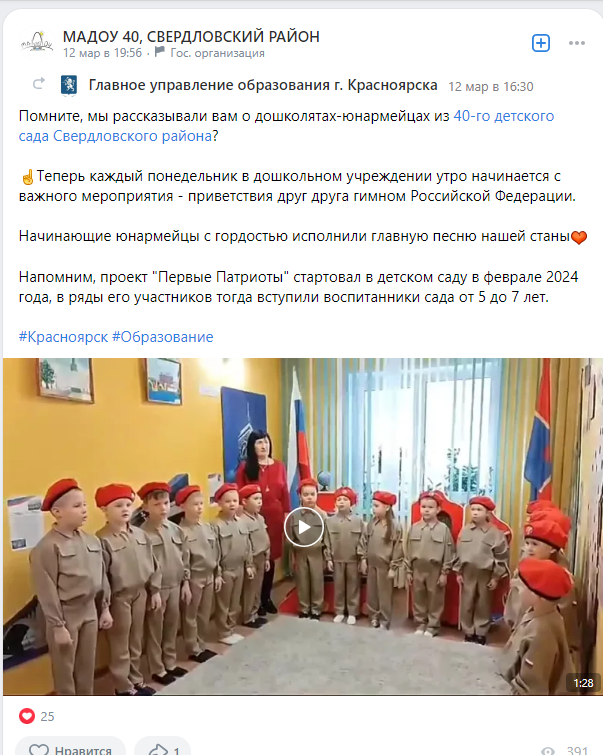 МАДОУ 40, СВЕРДЛОВСКИЙ РАЙОН
12 мар в 19:56 · Гос. организация
Главное управление образования г. Красноярска 12 мар в 16:30
Помните, мы рассказывали вам о дошколятах-юнармейцах из 40-го детского
сада Свердловского района?
☝Теперь каждый понедельник в дошкольном учреждении утро начинается с
важного мероприятия - приветствия друг друга гимном Российской Федерации.
Начинающие юнармейцы с гордостью исполнили главную песню нашей станы❤
Напомним, проект "Первые Патриоты" стартовал в детском саду в феврале 2024
года, в ряды его участников тогда вступили воспитанники сада от 5 до 7 лет.
#Красноярск #Образование
1:28
25
Нравится 1 391